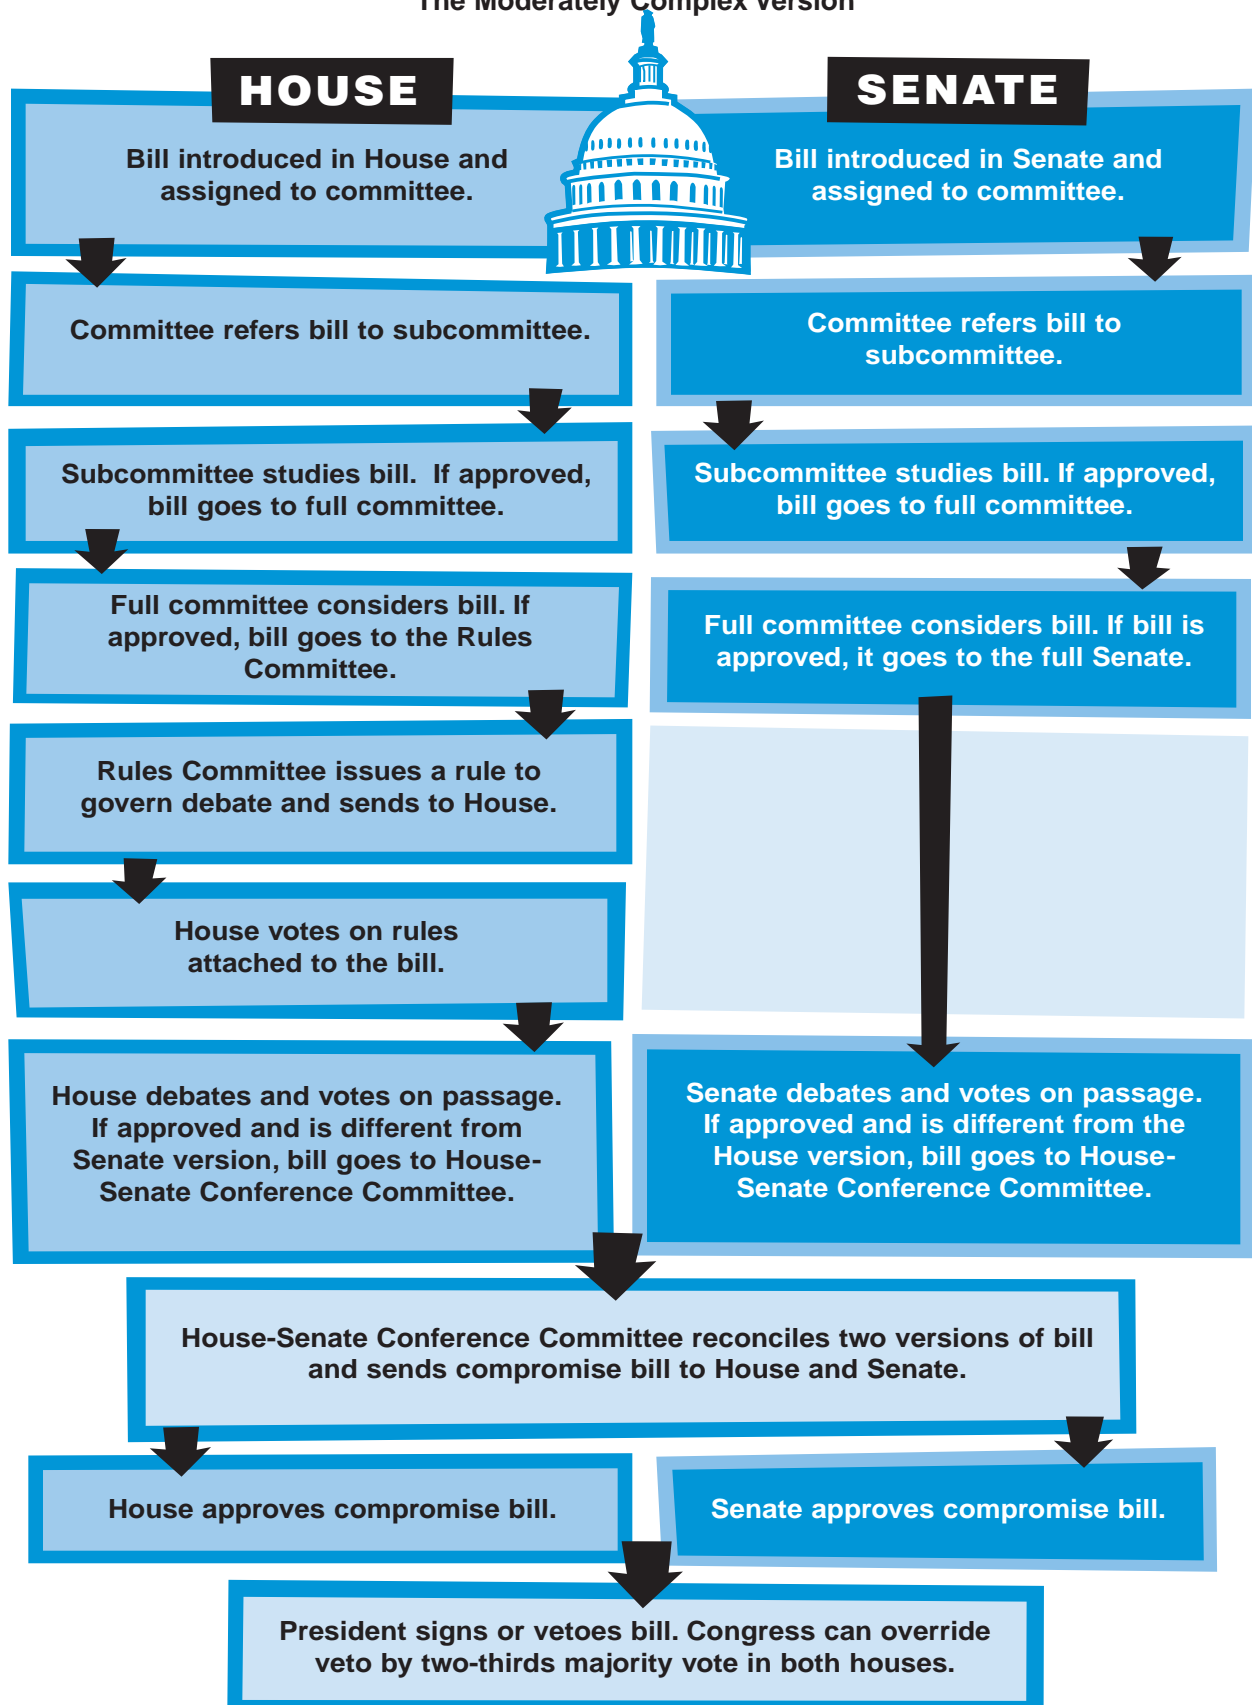 The Moderately Complex version
HOUSE
Bill introduced in House and
assigned to committee.
Committee refers bill to subcommittee.
Subcommittee studies bill. If approved,
bill goes to full committee.
Full committee considers bill. If
approved, bill goes to the Rules
Committee.
Rules Committee issues a rule to
govern debate and sends to House.
House votes on rules
attached to the bill.
House debates and votes on passage.
If approved and is different from
Senate version, bill goes to House-
Senate Conference Committee.
SENATE
Bill introduced in Senate and
assigned to committee.
Committee refers bill to
subcommittee.
Subcommittee studies bill. If approved,
bill goes to full committee.
Full committee considers bill. If bill is
approved, it goes to the full Senate.
Senate debates and votes on passage.
If approved and is different from the
House version, bill goes to House-
Senate Conference Committee.
House-Senate Conference Committee reconciles two versions of bill
and sends compromise bill to House and Senate.
House approves compromise bill.
Senate approves compromise bill.
President signs or vetoes bill. Congress can override
veto by two-thirds majority vote in both houses.